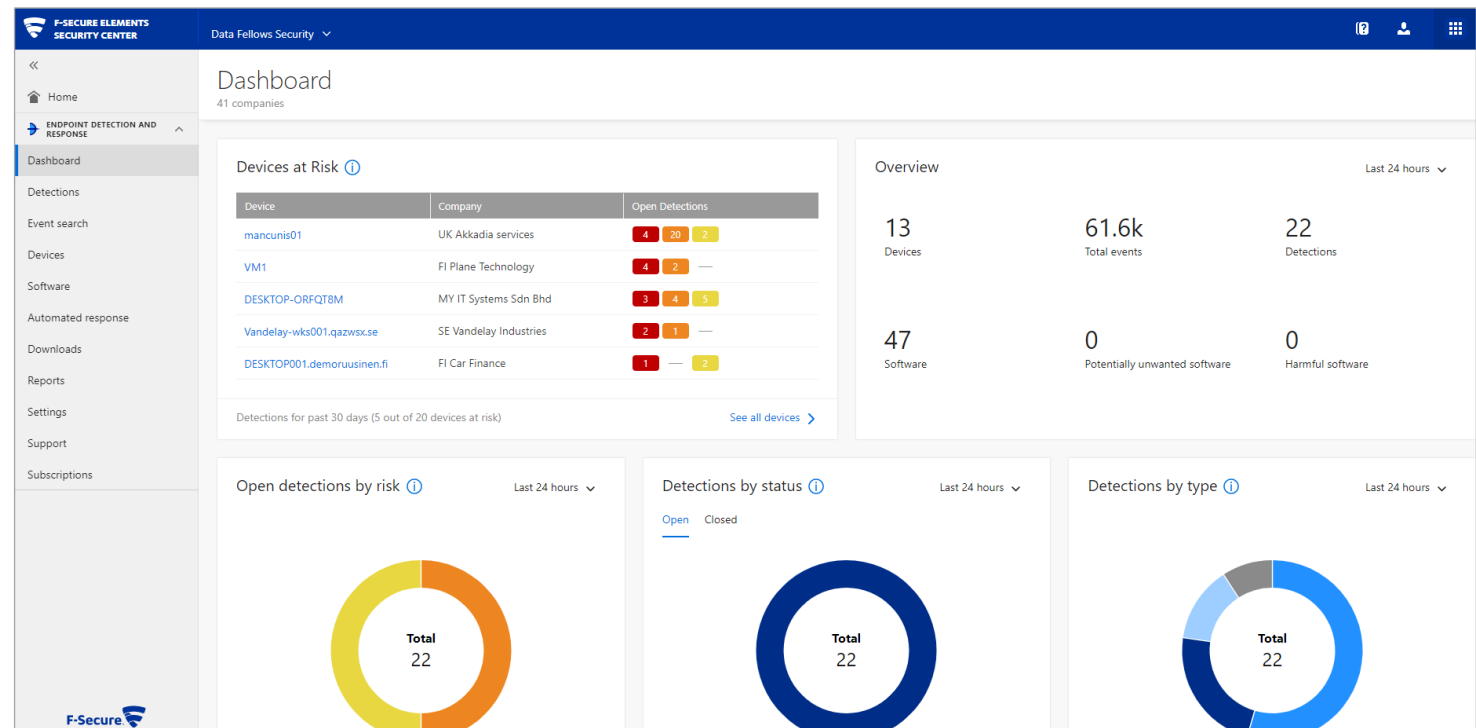 F-SECURE ELEMENTS
SECURITY CENTER
Data Fellows Security
Home
ENDPOINT DETECTION AND
RESPONSE
Dashboard
Detections
Event search
Devices
Software
Automated response
Downloads
Reports
Settings
Support
Subscriptions
F-Secure.
Dashboard
41 companies
Devices at Risk
Device Company Open Detections
mancunis01 UK Akkadia services 4 20 2
VM1 FI Plane Technology 4 2 —
DESKTOP-ORFQT8M MY IT Systems Sdn Bhd 3 4 5
Vandelay-wks001.qazwsx.se SE Vandelay Industries 2 1 —
DESKTOP001.demoruusinen.fi FI Car Finance 1 — 2
Detections for past 30 days (5 out of 20 devices at risk) See all devices
Overview Last 24 hours
13 61.6k 22
Devices Total events Detections
47 0 0
Software Potentially unwanted software Harmful software
Open detections by risk Last 24 hours
Total
22
Detections by status Last 24 hours
Open Closed
Total
22
Detections by type Last 24 hours
Total
22